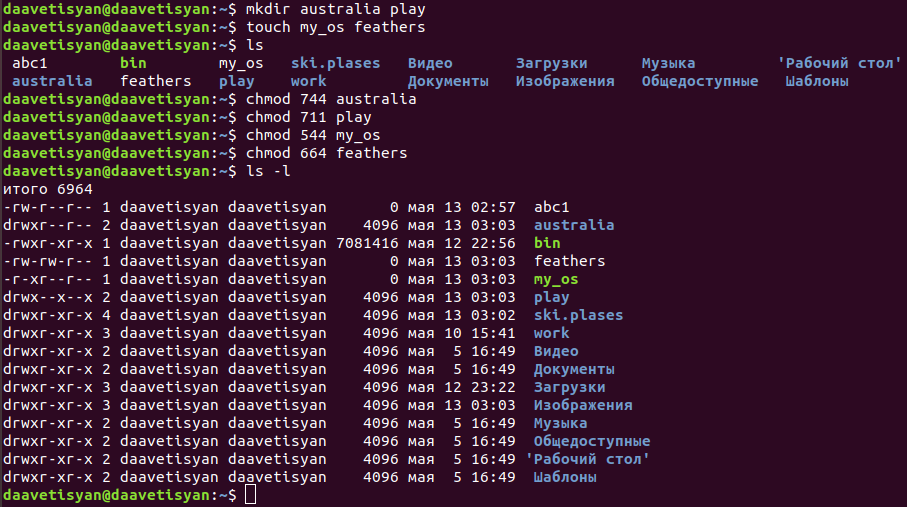 daavetisyan@daavetisyan:~$ mkdir australia play
daavetisyan@daavetisyan:~$ touch my_os feathers
daavetisyan@daavetisyan:~$ ls
abc1 bin my_os ski.plases Видео Загрузки Музыка 'Рабочий стол'
australia feathers play work Документы Изображения Общедоступные Шаблоны
daavetisyan@daavetisyan:~$ chmod 744 australia
daavetisyan@daavetisyan:~$ chmod 711 play
daavetisyan@daavetisyan:~$ chmod 544 my_os
daavetisyan@daavetisyan:~$ chmod 664 feathers
daavetisyan@daavetisyan:~$ ls -l
итого 6964
-rw-r--r-- 1 daavetisyan daavetisyan 0 мая 13 02:57 abc1
drwxr--r-- 2 daavetisyan daavetisyan 4096 мая 13 03:03 australia
-rwxr-xr-x 1 daavetisyan daavetisyan 7081416 мая 12 22:56 bin
-rw-rw-r-- 1 daavetisyan daavetisyan 0 мая 13 03:03 feathers
-r-xr--r-- 1 daavetisyan daavetisyan 0 мая 13 03:03 my_os
drwx--x--x 2 daavetisyan daavetisyan 4096 мая 13 03:03 play
drwxr-xr-x 4 daavetisyan daavetisyan 4096 мая 13 03:02 ski.plases
drwxr-xr-x 3 daavetisyan daavetisyan 4096 мая 10 15:41 work
drwxr-xr-x 2 daavetisyan daavetisyan 4096 мая 5 16:49 Видео
drwxr-xr-x 2 daavetisyan daavetisyan 4096 мая 5 16:49 Документы
drwxr-xr-x 3 daavetisyan daavetisyan 4096 мая 12 23:22 Загрузки
drwxr-xr-x 3 daavetisyan daavetisyan 4096 мая 13 03:03 Изображения
drwxr-xr-x 2 daavetisyan daavetisyan 4096 мая 5 16:49 Музыка
drwxr-xr-x 2 daavetisyan daavetisyan 4096 мая 5 16:49 Общедоступные
drwxr-xr-x 2 daavetisyan daavetisyan 4096 мая 5 16:49 'Рабочий стол'
drwxr-xr-x 2 daavetisyan daavetisyan 4096 мая 5 16:49 Шаблоны
daavetisyan@daavetisyan:~$